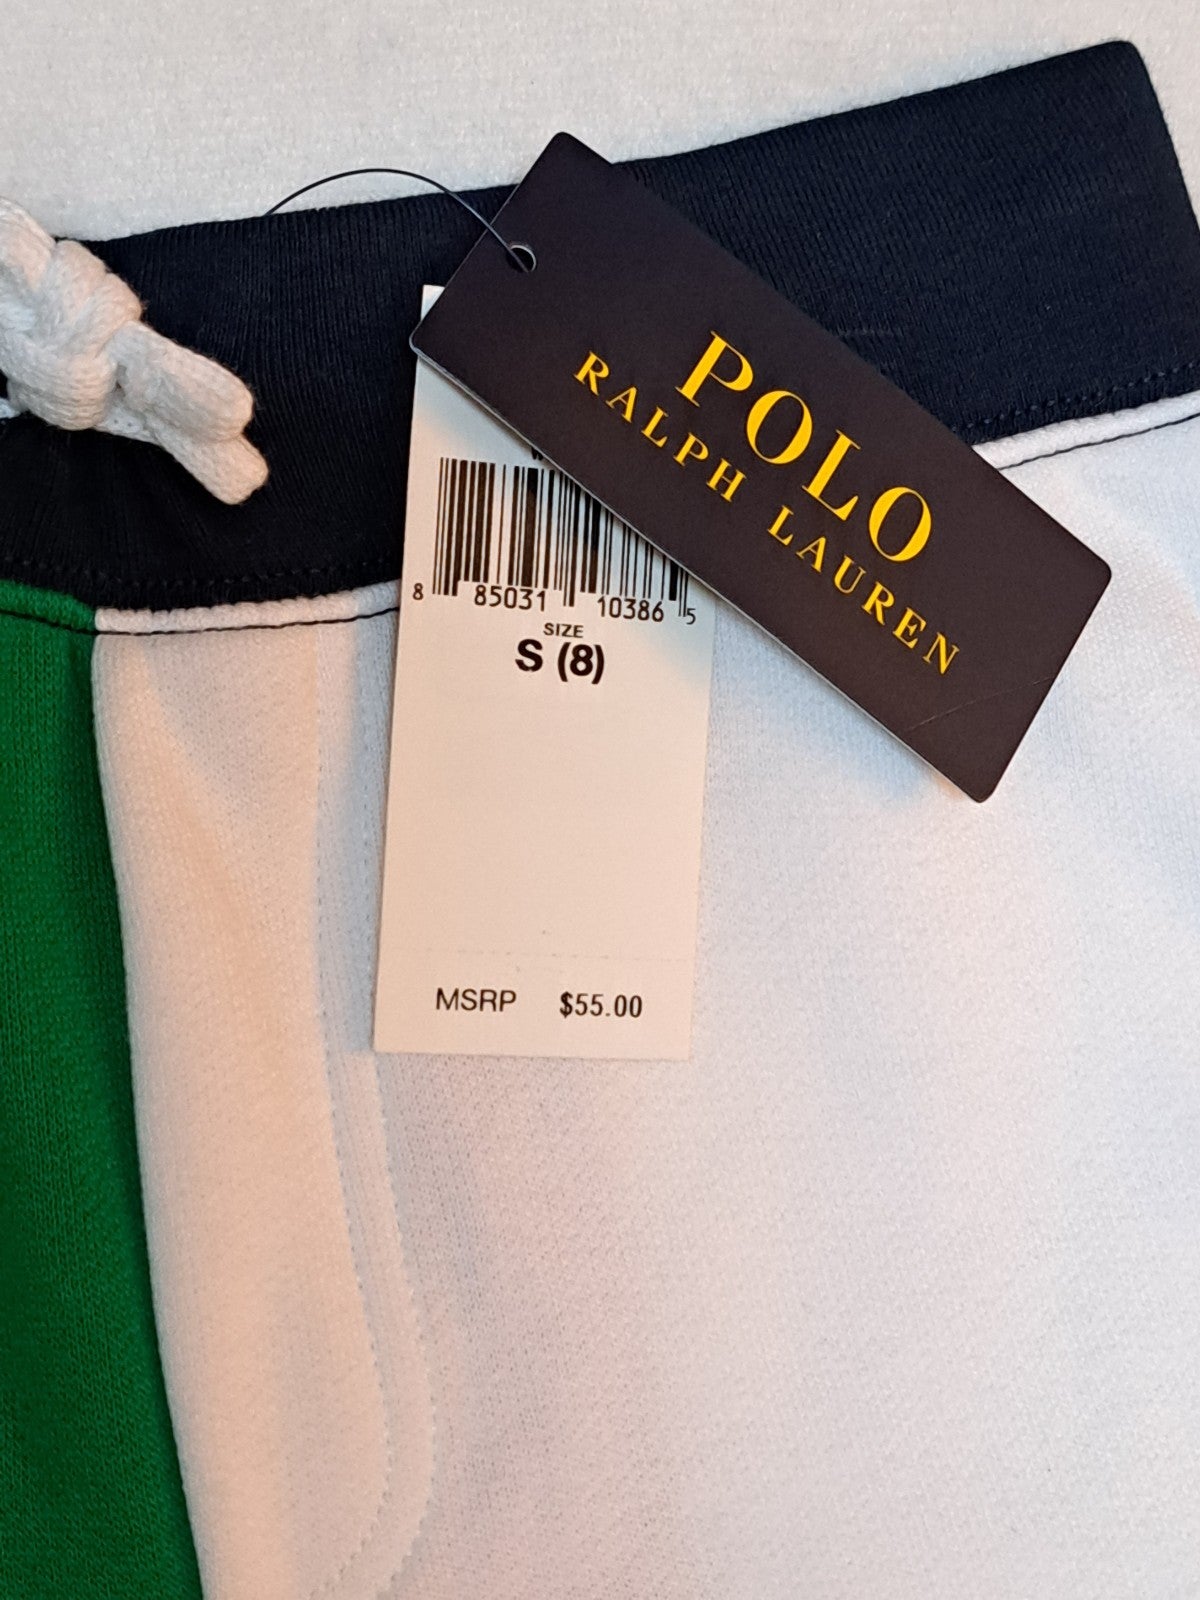 POLO
RALPH LAUREN
8 85031 10386 5
SIZE
S (8)
MSRP $55.00